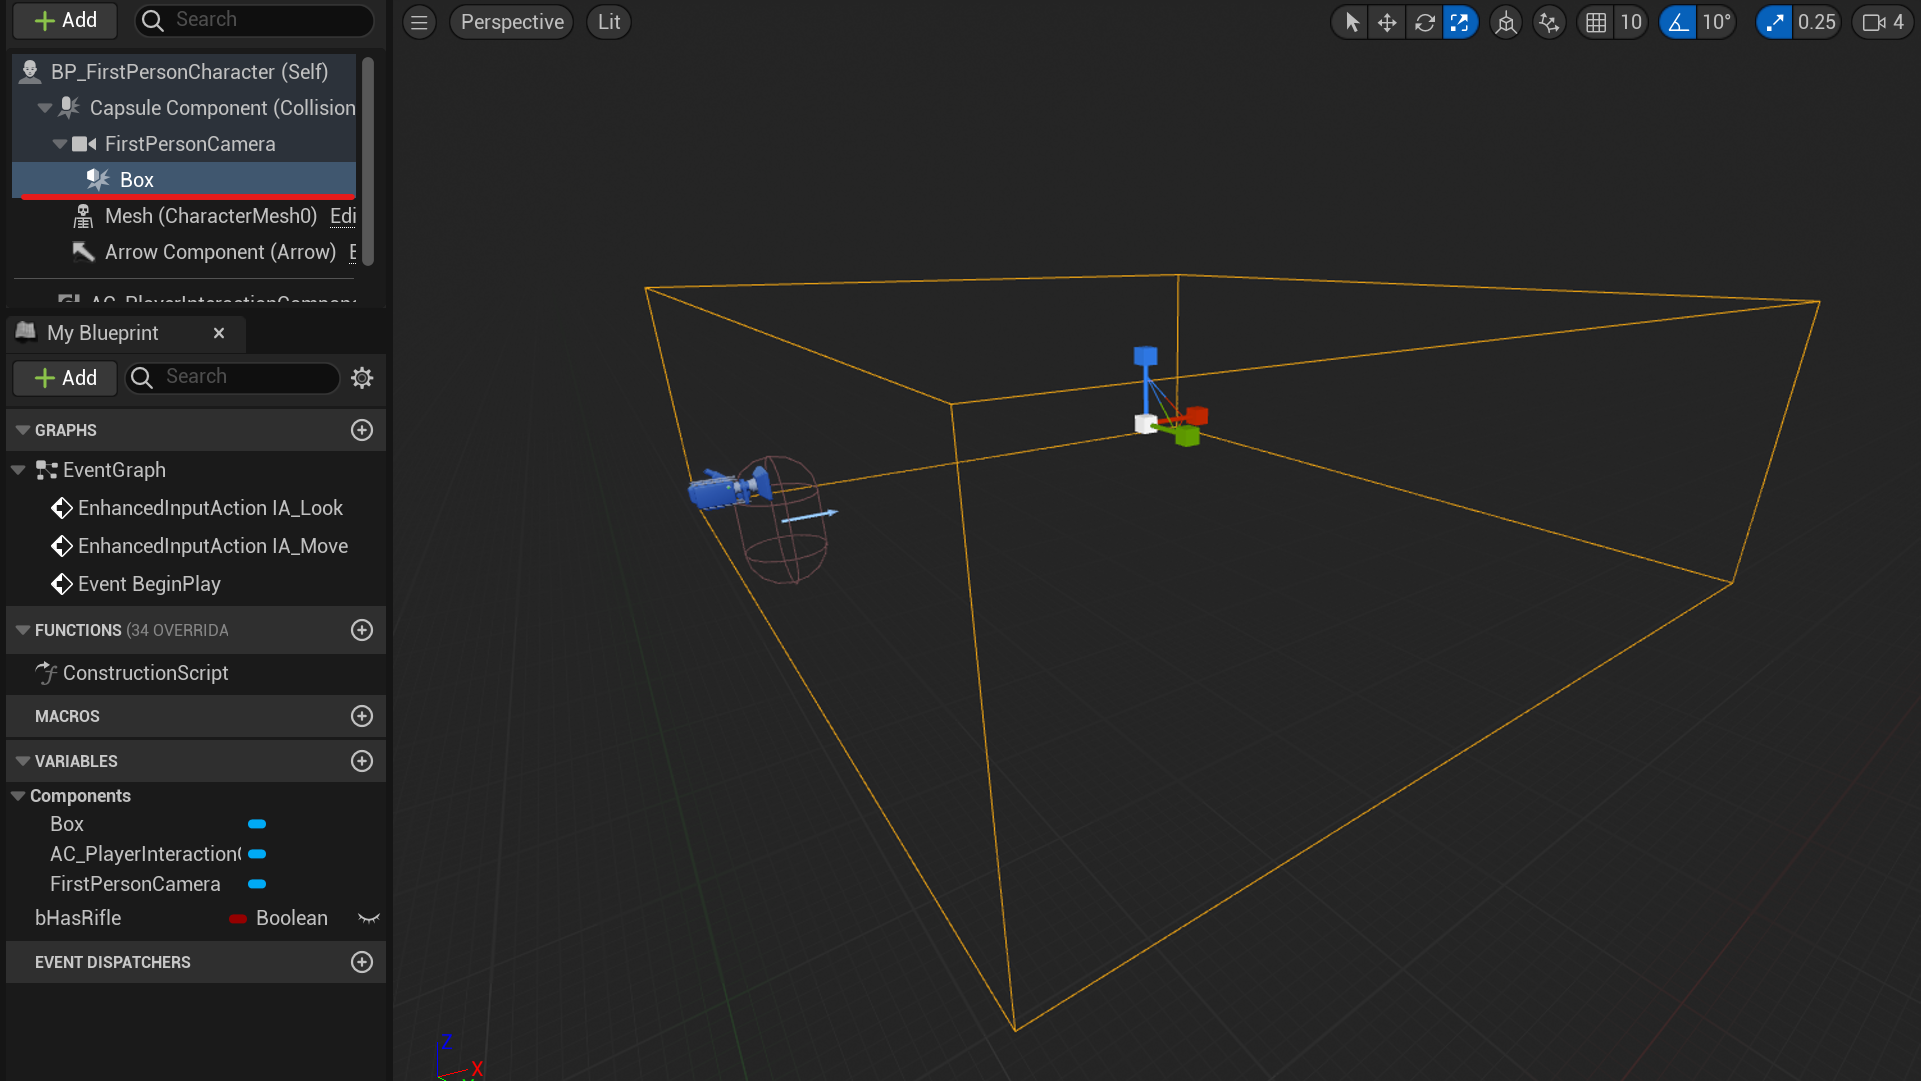 Add
Search
Perspective
Lit
10
10°
0.25
4
BP_FirstPersonCharacter (Self)
Capsule Component (Collision
FirstPersonCamera
Box
Mesh (CharacterMesh0) Edi
Arrow Component (Arrow) E
AC_PlayerInteractionCompone
My Blueprint
Add
Search
GRAPHS
EventGraph
EnhancedInputAction IA_Look
EnhancedInputAction IA_Move
Event BeginPlay
FUNCTIONS (34 OVERRIDA
ConstructionScript
MACROS
VARIABLES
Components
Box
AC_PlayerInteraction
FirstPersonCamera
bHasRifle Boolean
EVENT DISPATCHERS
Z
X